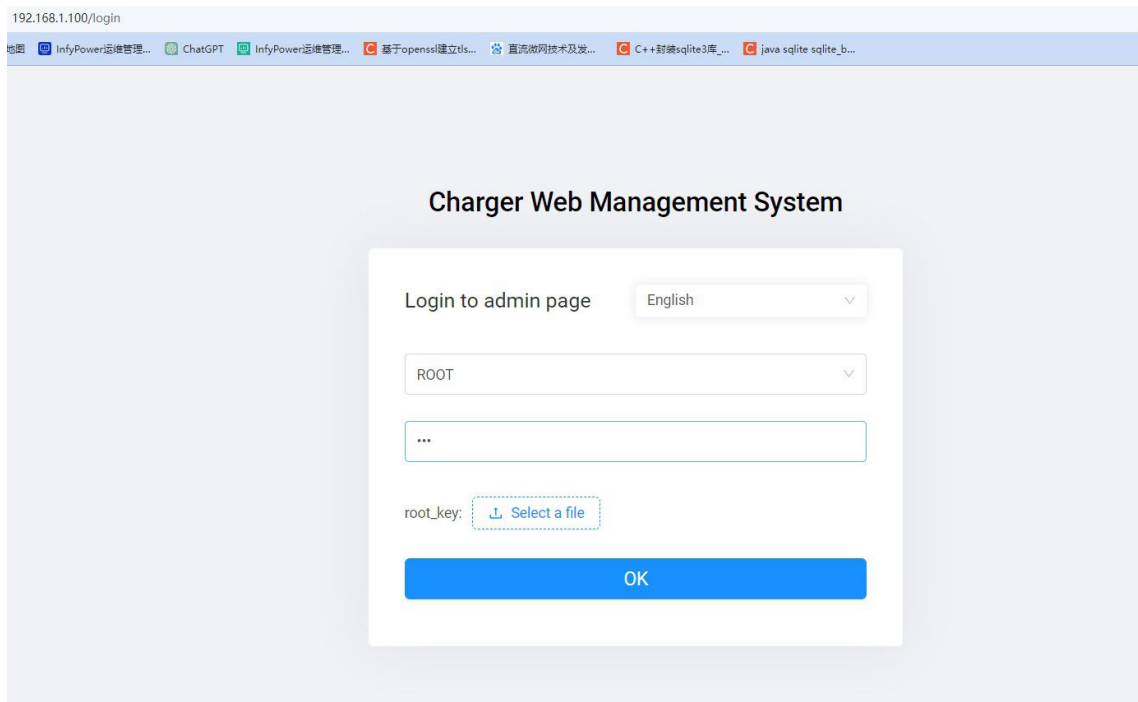 192.168.1.100/login
地图 InfyPower运维管理... ChatGPT InfyPower运维管理... 基于openssl建立tls... 直流微网技术及发... C++封装sqlite3库_... java sqlite sqlite_b...
Charger Web Management System
Login to admin page English
ROOT
•••
root_key: Select a file
OK